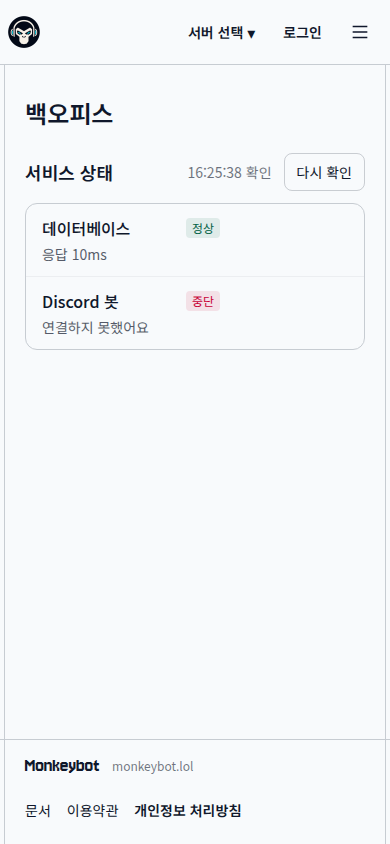 서버 선택 ▾ 로그인
백오피스
서비스 상태 16:25:38 확인 다시 확인
데이터베이스 정상
응답 10ms
Discord 봇 중단
연결하지 못했어요
Monkeybot monkeybot.lol
문서 이용약관 개인정보 처리방침